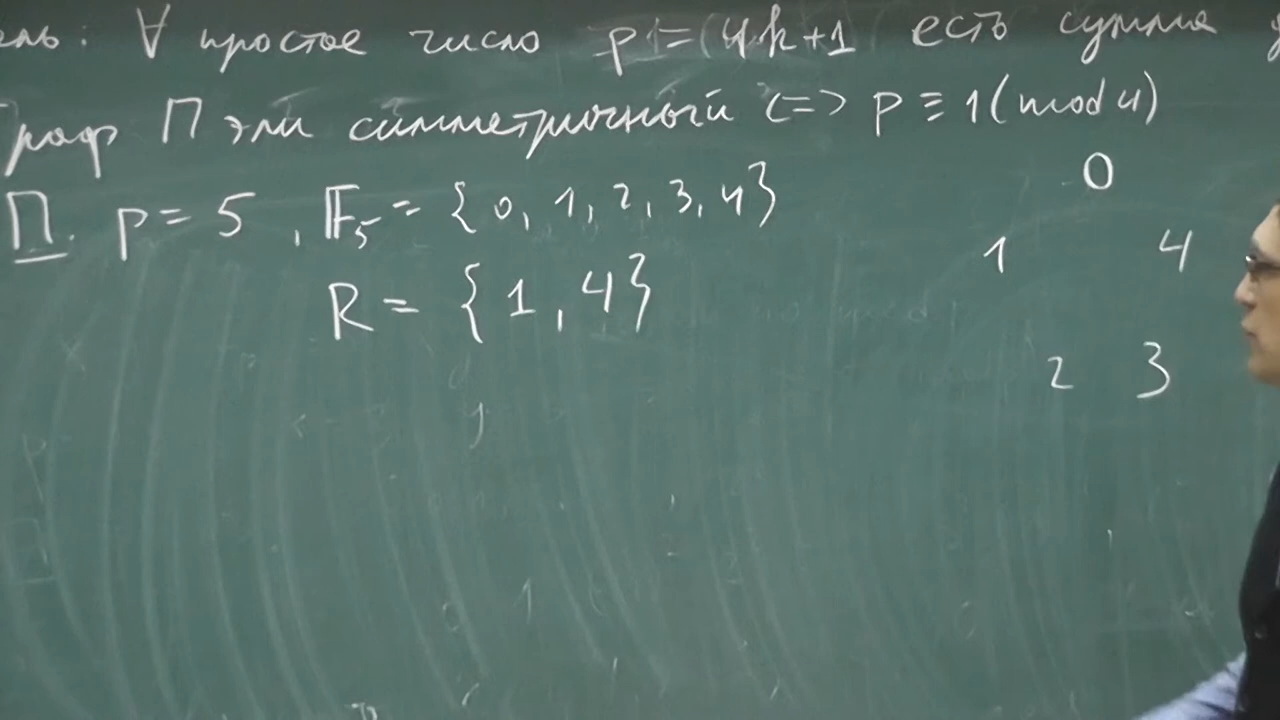 ель: ∀ простое число p = 4k+1 есть сумма
Граф Пэли симметричный <=> p ≡ 1 (mod 4)
П. p = 5, 𝔽₅ = {0, 1, 2, 3, 4}
R = {1, 4}
0
1 4
2 3